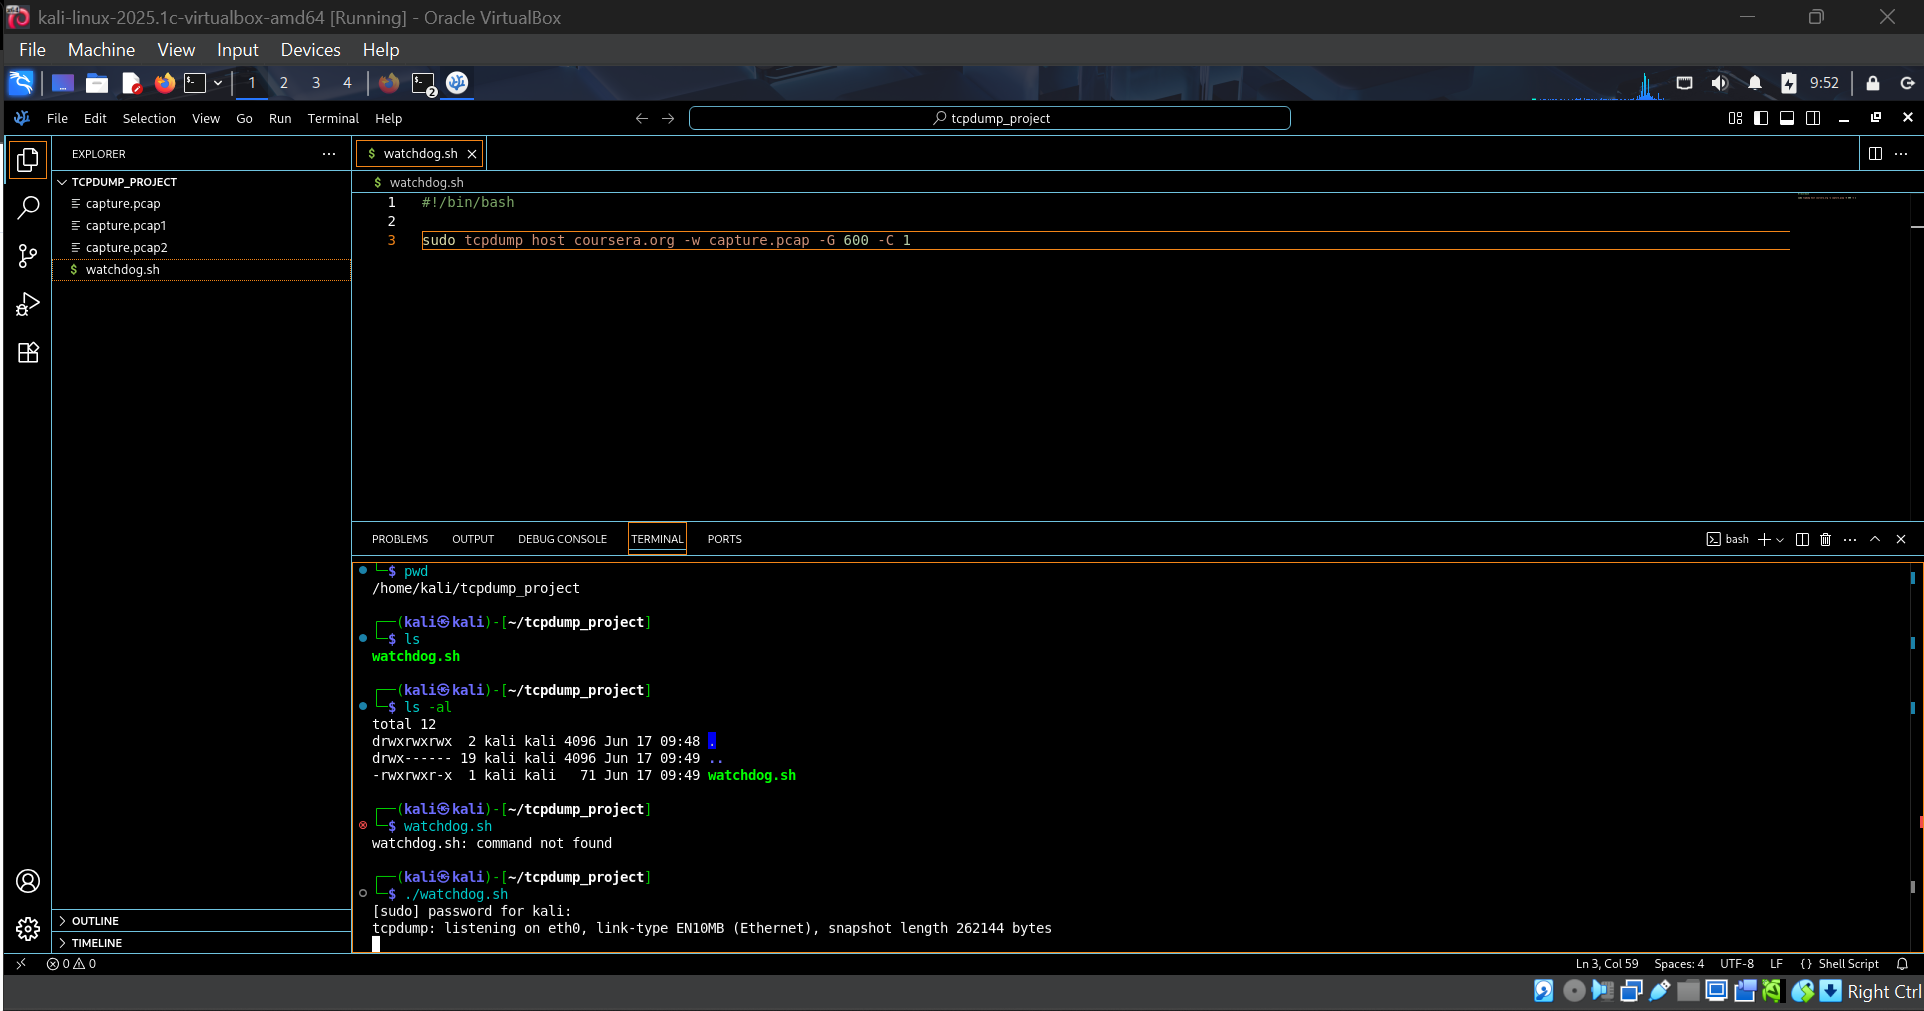 kali-linux-2025.1c-virtualbox-amd64 [Running] - Oracle VirtualBox
File Machine View Input Devices Help
1 2 3 4 2 9:52
File Edit Selection View Go Run Terminal Help tcpdump_project
EXPLORER
$ watchdog.sh
TCPDUMP_PROJECT
$ watchdog.sh
capture.pcap
capture.pcap1
capture.pcap2
$ watchdog.sh
1 #!/bin/bash
2
3 sudo tcpdump host coursera.org -w capture.pcap -G 600 -C 1
PROBLEMS OUTPUT DEBUG CONSOLE TERMINAL PORTS bash
└─$ pwd
/home/kali/tcpdump_project
┌──(kali㉿kali)-[~/tcpdump_project]
└─$ ls
watchdog.sh
┌──(kali㉿kali)-[~/tcpdump_project]
└─$ ls -al
total 12
drwxrwxrwx  2 kali kali 4096 Jun 17 09:48 .
drwx------ 19 kali kali 4096 Jun 17 09:49 ..
-rwxrwxr-x  1 kali kali   71 Jun 17 09:49 watchdog.sh
┌──(kali㉿kali)-[~/tcpdump_project]
└─$ watchdog.sh
watchdog.sh: command not found
┌──(kali㉿kali)-[~/tcpdump_project]
└─$ ./watchdog.sh
[sudo] password for kali:
tcpdump: listening on eth0, link-type EN10MB (Ethernet), snapshot length 262144 bytes
OUTLINE
TIMELINE
0 0 Ln 3, Col 59 Spaces: 4 UTF-8 LF {} Shell Script
Right Ctrl